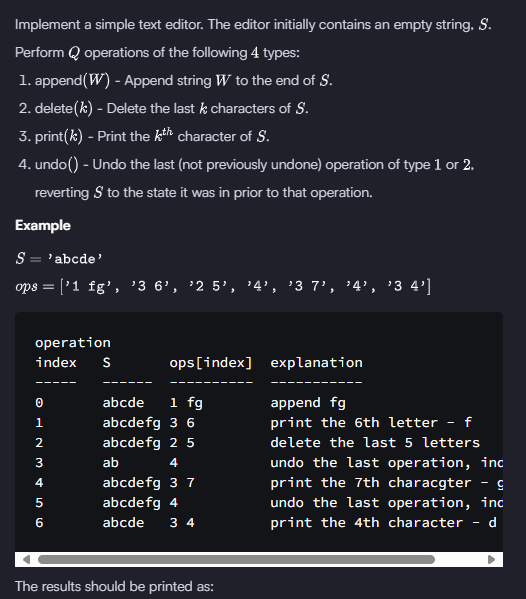 Implement a simple text editor. The editor initially contains an empty string, S.
Perform Q operations of the following 4 types:
1. append(W) - Append string W to the end of S.
2. delete(k) - Delete the last k characters of S.
3. print(k) - Print the kth character of S.
4. undo() - Undo the last (not previously undone) operation of type 1 or 2,
reverting S to the state it was in prior to that operation.
Example
S = 'abcde'
ops = ['1 fg', '3 6', '2 5', '4', '3 7', '4', '3 4']
operation
index S ops[index] explanation
----- ------ ---------- -----------
0 abcde 1 fg append fg
1 abcdefg 3 6 print the 6th letter - f
2 abcdefg 2 5 delete the last 5 letters
3 ab 4 undo the last operation,
4 abcdefg 3 7 print the 7th characgter -
5 abcdefg 4 undo the last operation,
6 abcde 3 4 print the 4th character - d
The results should be printed as: